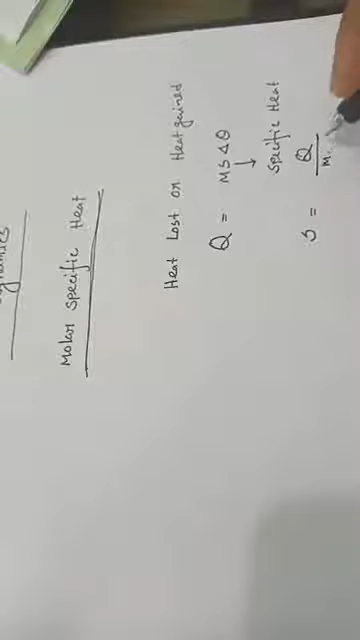 Molar Specific Heat
Heat Lost or Heat gained
Q = MSΔθ
↓
Specific Heat
S = Q
M